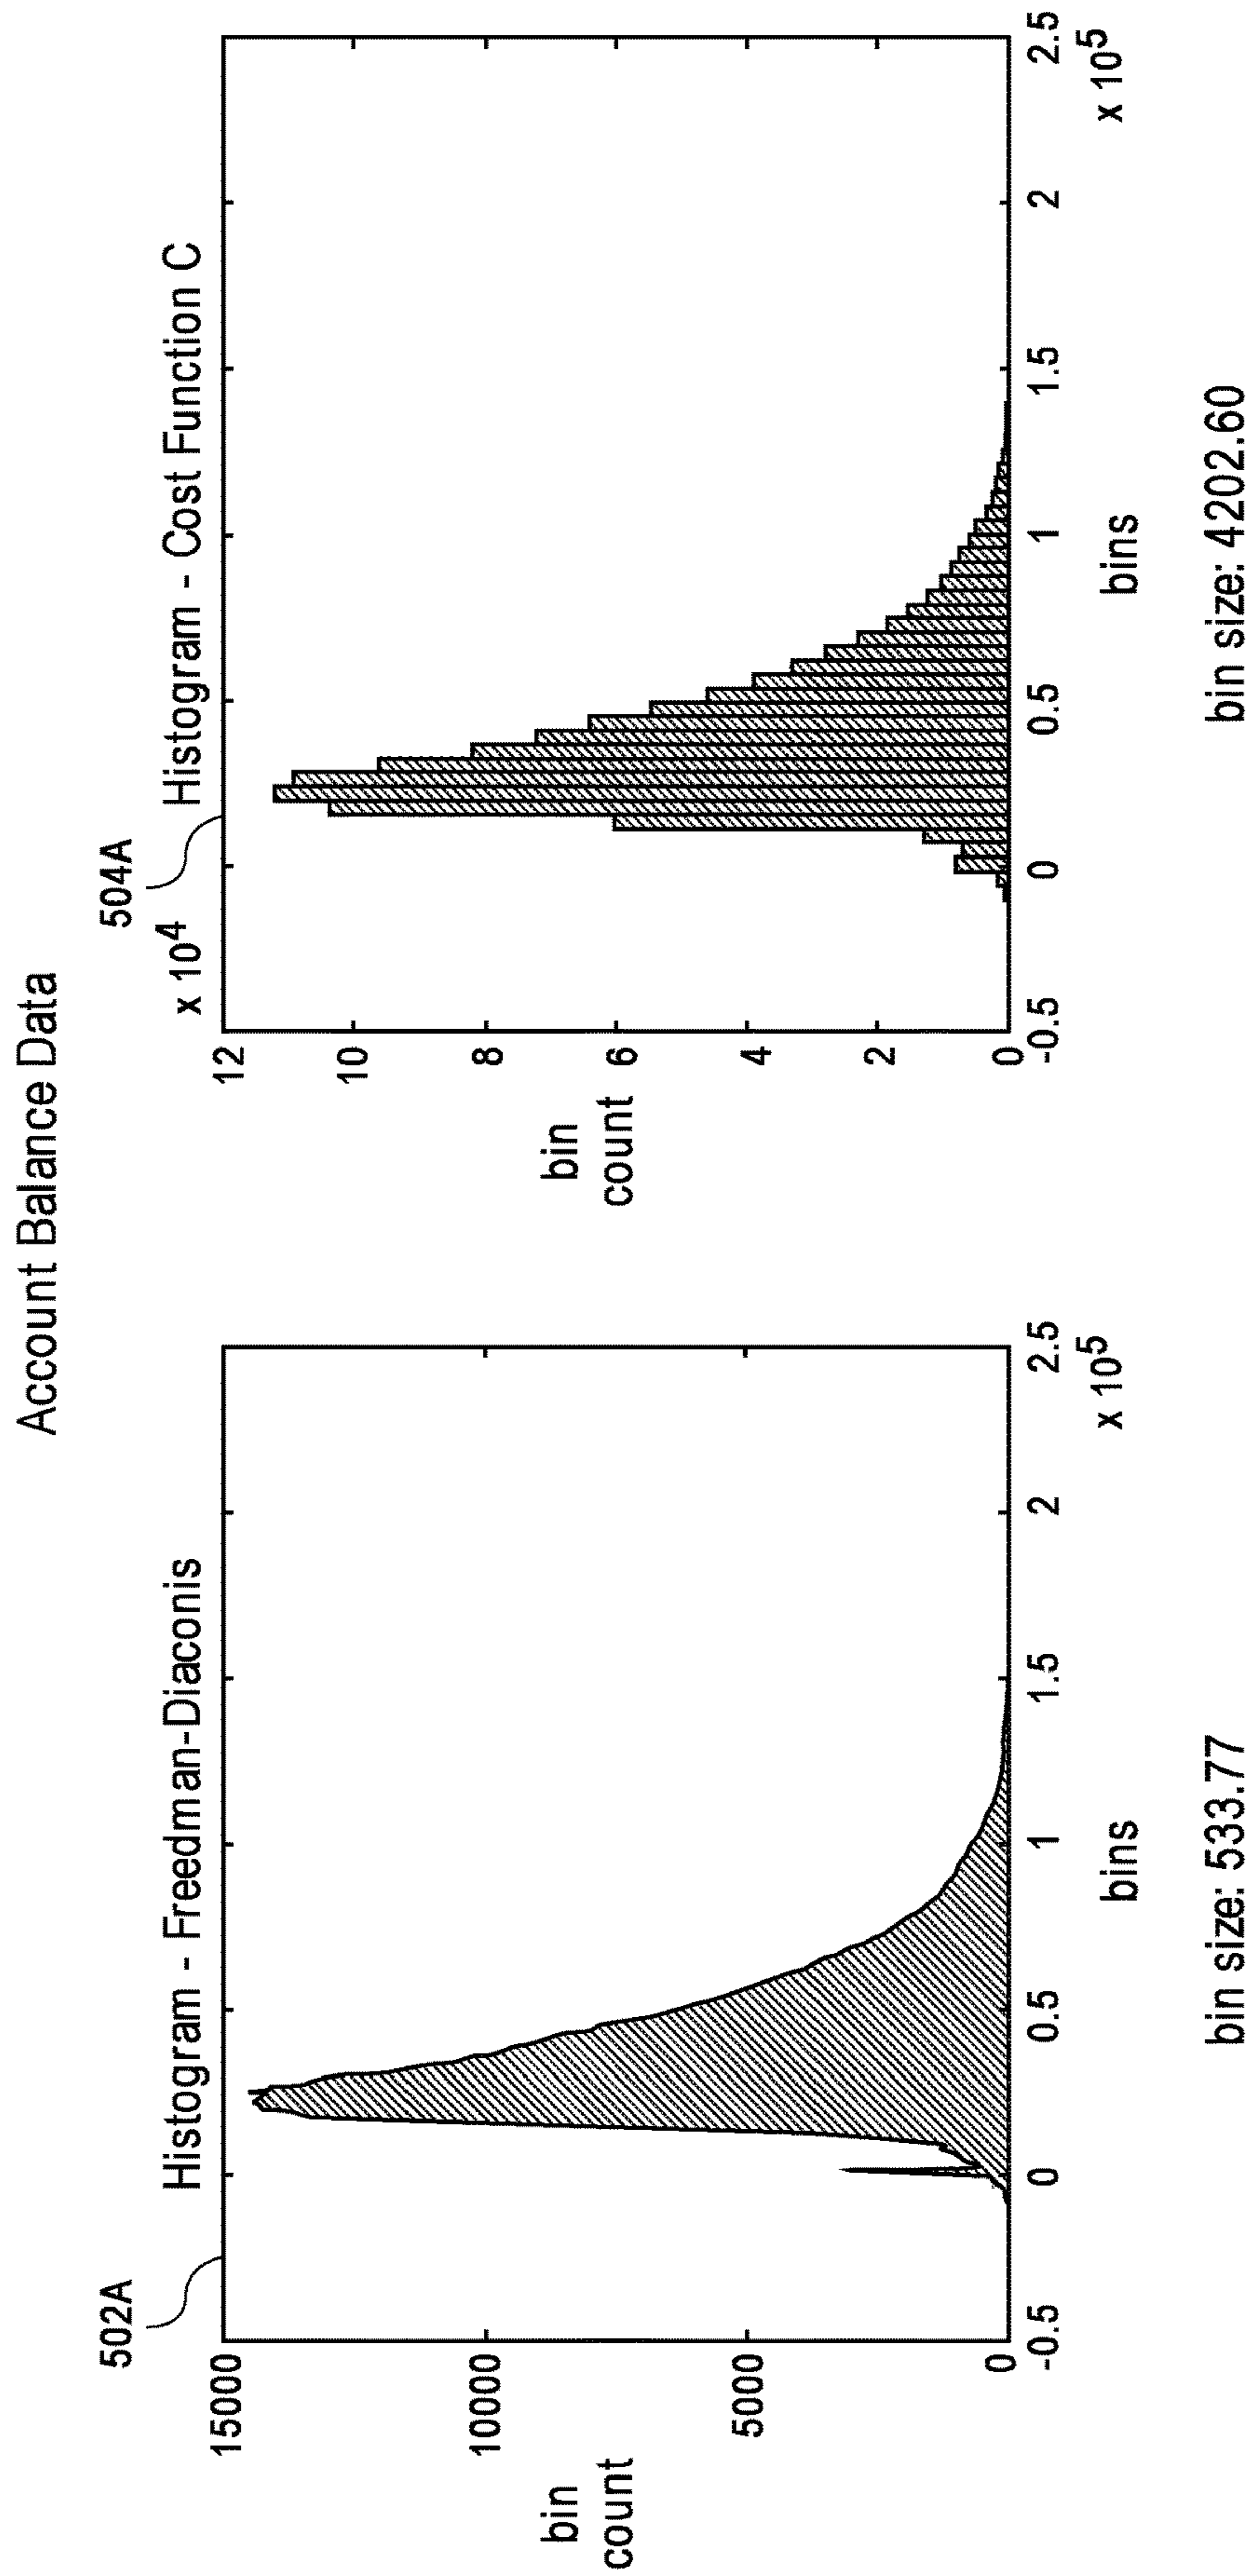 Account Balance Data
502A
Histogram - Freedman-Diaconis
15000
10000
5000
0
bin
count
-0.5
0
0.5
1
1.5
2
2.5
x 10^5
bins
bin size: 533.77
504A
Histogram - Cost Function C
x 10^4
12
10
8
6
4
2
0
bin
count
-0.5
0
0.5
1
1.5
2
2.5
x 10^5
bins
bin size: 4202.60